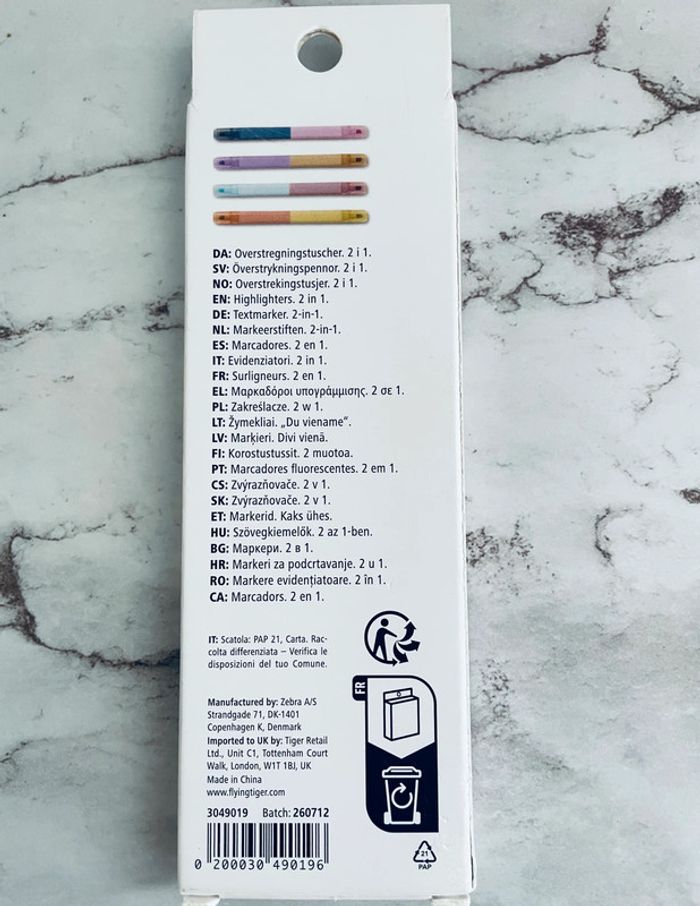 DA: Overstregningstuscher. 2 i 1.
SV: Överstrykningspennor. 2 i 1.
NO: Overstrekingstusjer. 2 i 1.
EN: Highlighters. 2 in 1.
DE: Textmarker. 2-in-1.
NL: Markeerstiften. 2-in-1.
ES: Marcadores. 2 en 1.
IT: Evidenziatori. 2 in 1.
FR: Surligneurs. 2 en 1.
EL: Μαρκαδόροι υπογράμμισης. 2 σε 1.
PL: Zakreślacze. 2 w 1.
LT: Žymekliai. „Du viename“.
LV: Marķieri. Divi vienā.
FI: Korostustussit. 2 muotoa.
PT: Marcadores fluorescentes. 2 em 1.
CS: Zvýrazňovače. 2 v 1.
SK: Zvýrazňovače. 2 v 1.
ET: Markerid. Kaks ühes.
HU: Szövegkiemelők. 2 az 1-ben.
BG: Маркери. 2 в 1.
HR: Markeri za podcrtavanje. 2 u 1.
RO: Markere evidențiatoare. 2 în 1.
CA: Marcadors. 2 en 1.
IT: Scatola: PAP 21, Carta. Rac-
colta differenziata – Verifica le
disposizioni del tuo Comune.
FR
Manufactured by: Zebra A/S
Strandgade 71, DK-1401
Copenhagen K, Denmark
Imported to UK by: Tiger Retail
Ltd., Unit C1, Tottenham Court
Walk, London, W1T 1BJ, UK
Made in China
www.flyingtiger.com
3049019 Batch: 260712
0 200030 490196
21
PAP